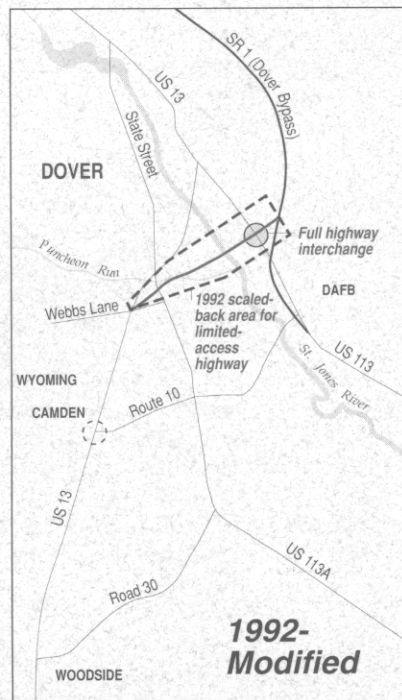 SR 1 (Dover Bypass)
US 13
State Street
DOVER
Full highway
interchange
Puncheon Run
DAFB
1992 scaled-
back area for
limited-
access
highway
Webbs Lane
US 113
St. Jones River
WYOMING
CAMDEN
Route 10
US 13
US 113A
Road 30
1992-
Modified
WOODSIDE